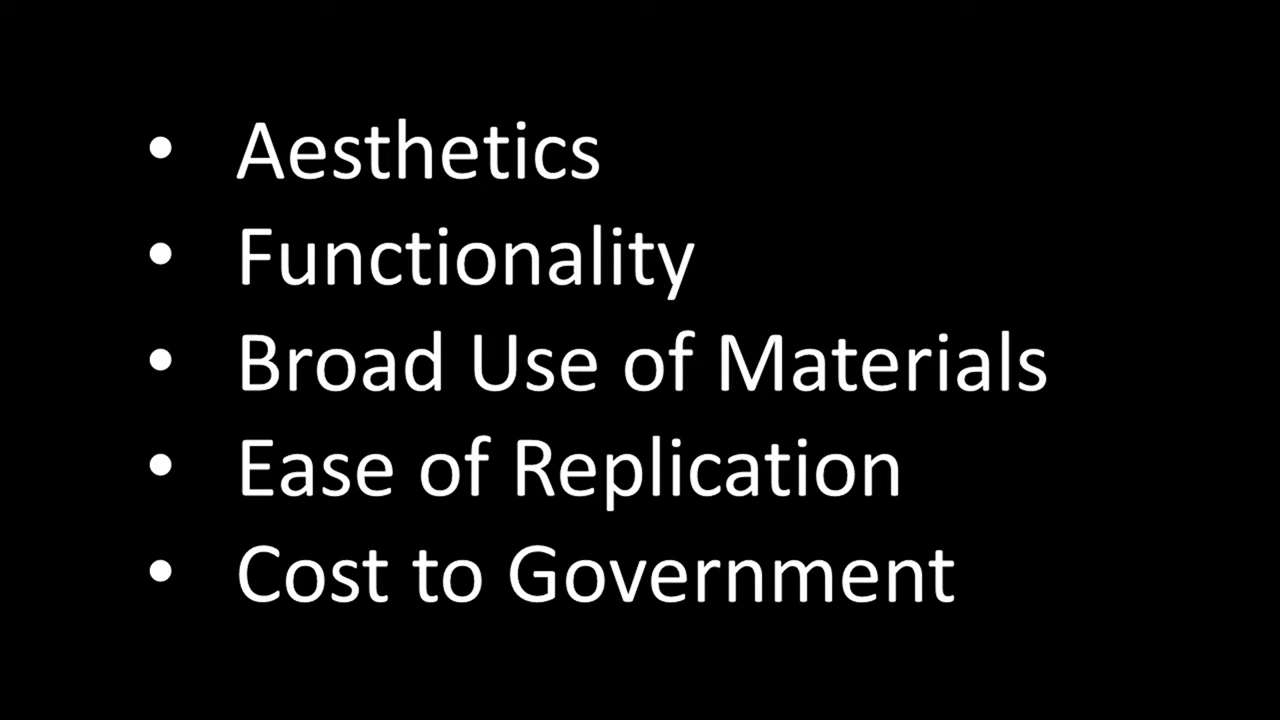 • Aesthetics
• Functionality
• Broad Use of Materials
• Ease of Replication
• Cost to Government